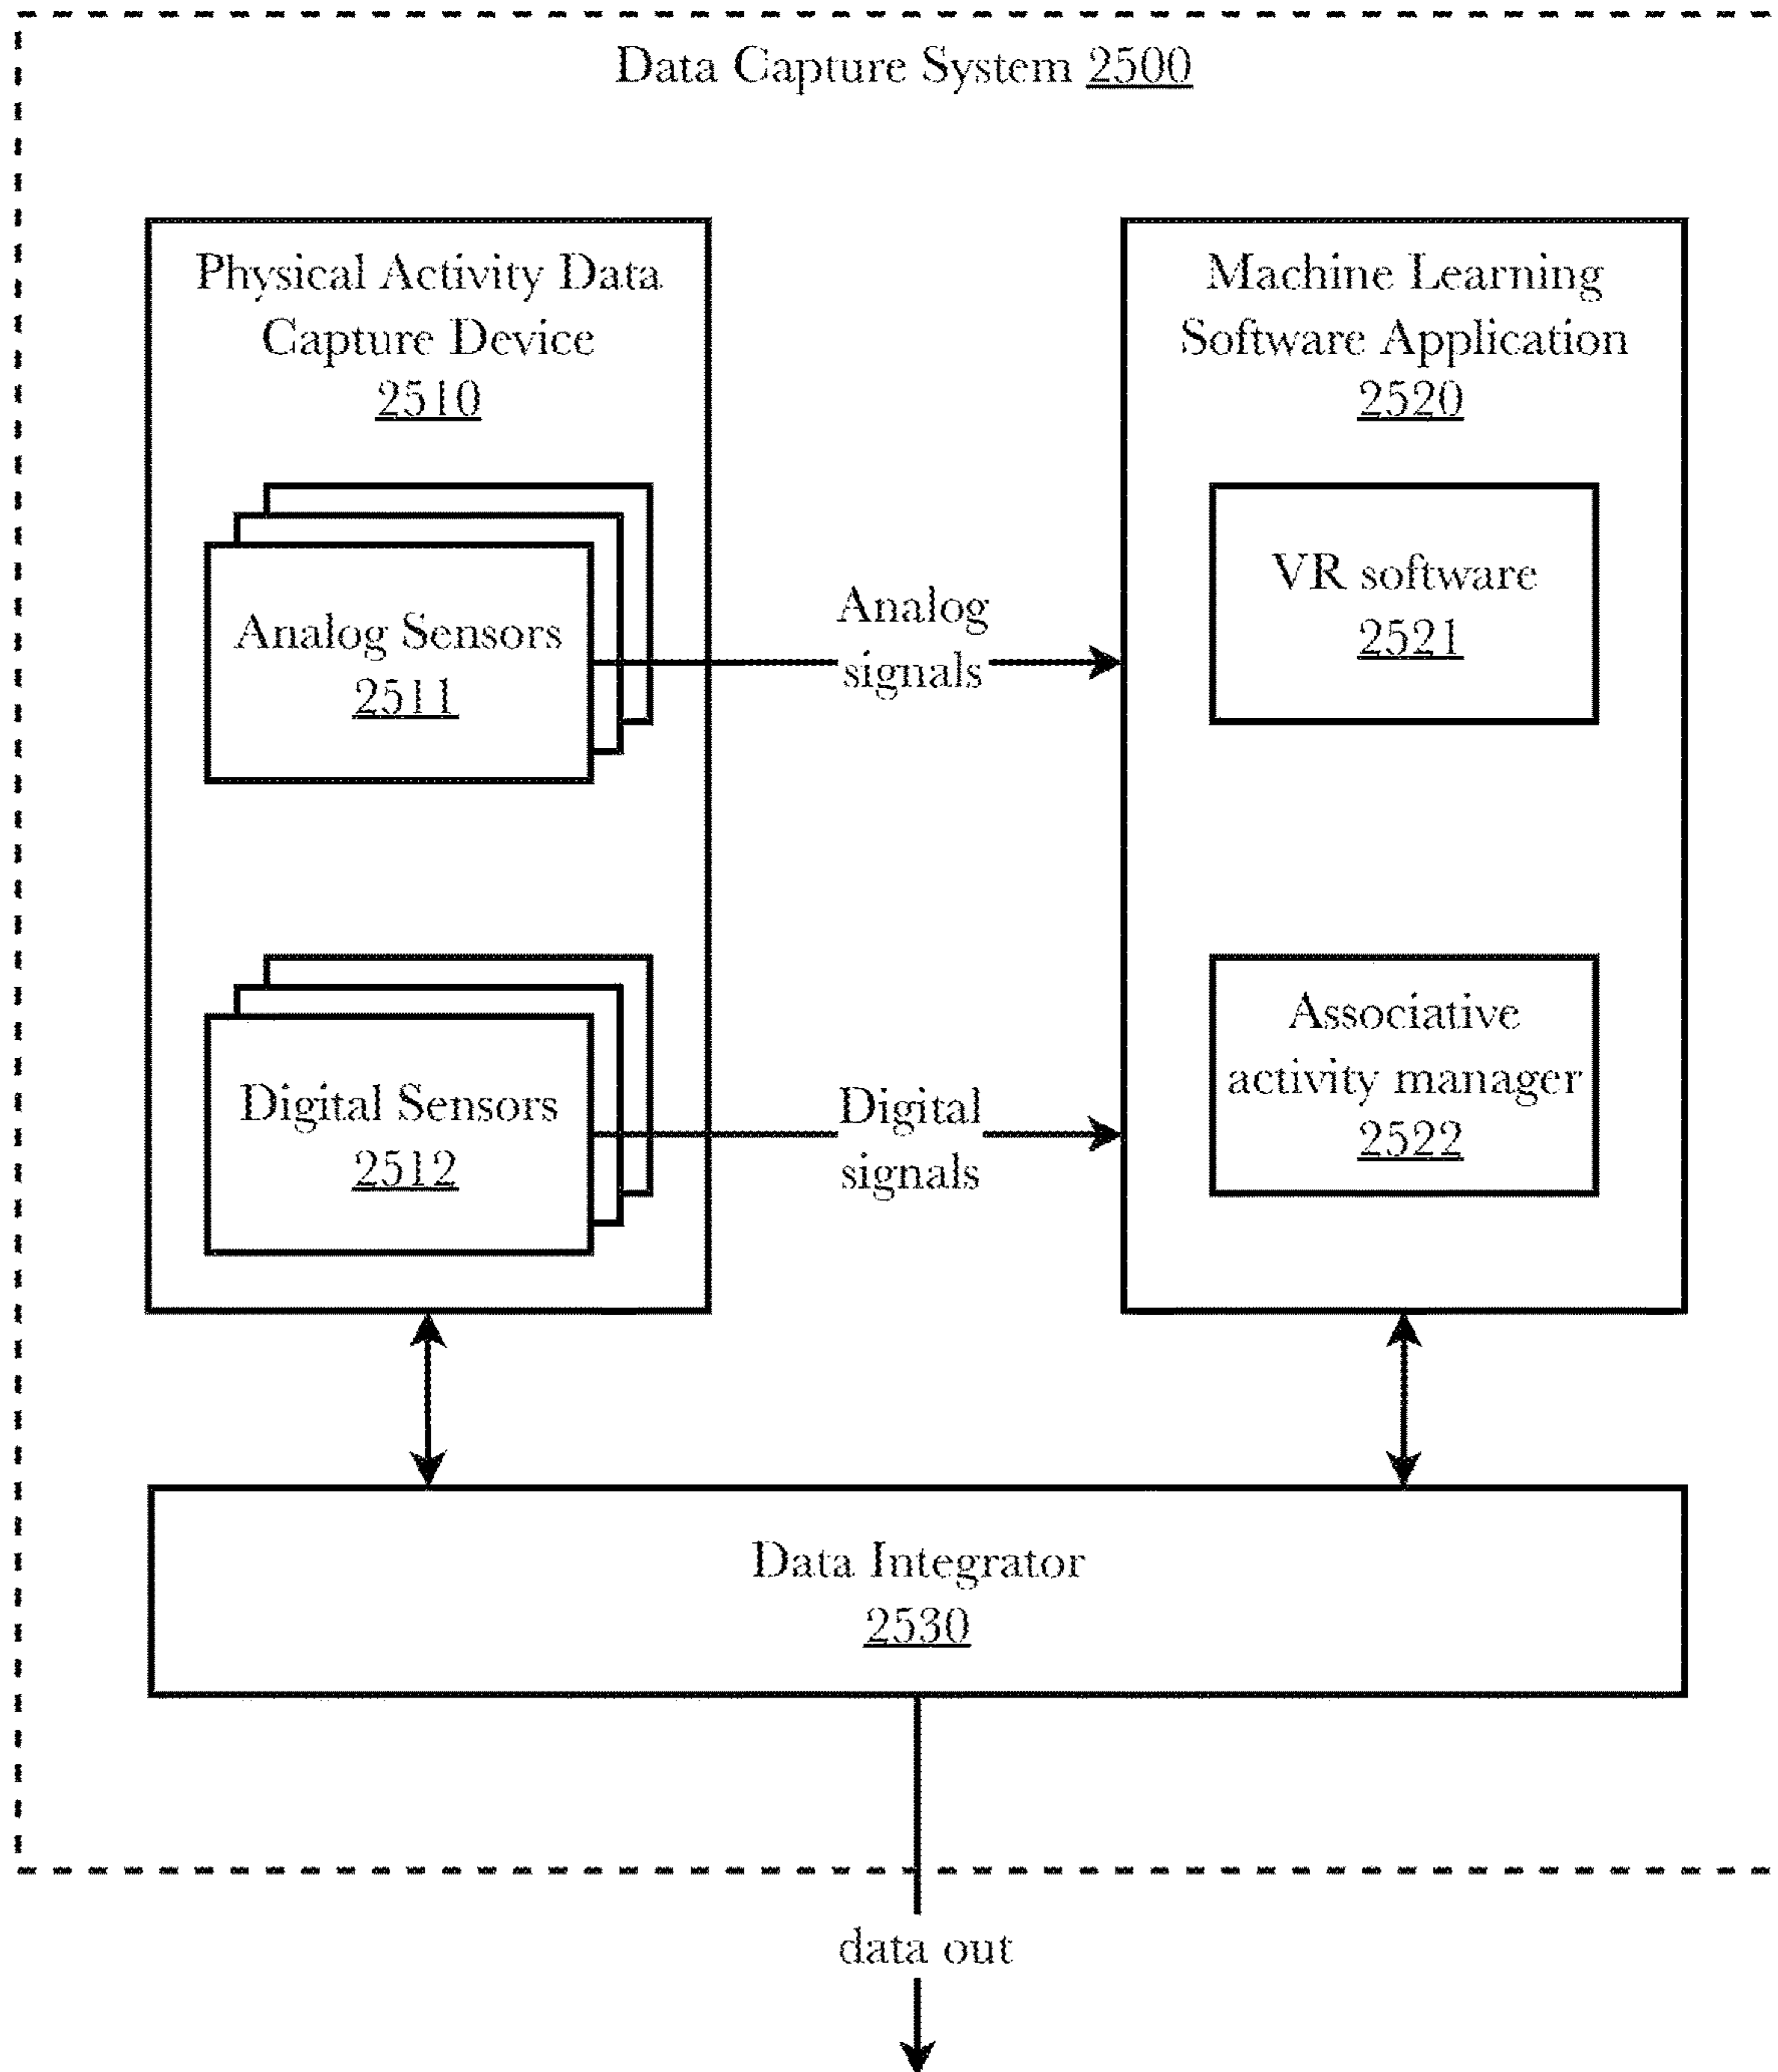 Data Capture System 2500
Physical Activity Data
Capture Device
2510
Analog Sensors
2511
Digital Sensors
2512
Analog
signals
Digital
signals
Machine Learning
Software Application
2520
VR software
2521
Associative
activity manager
2522
Data Integrator
2530
data out